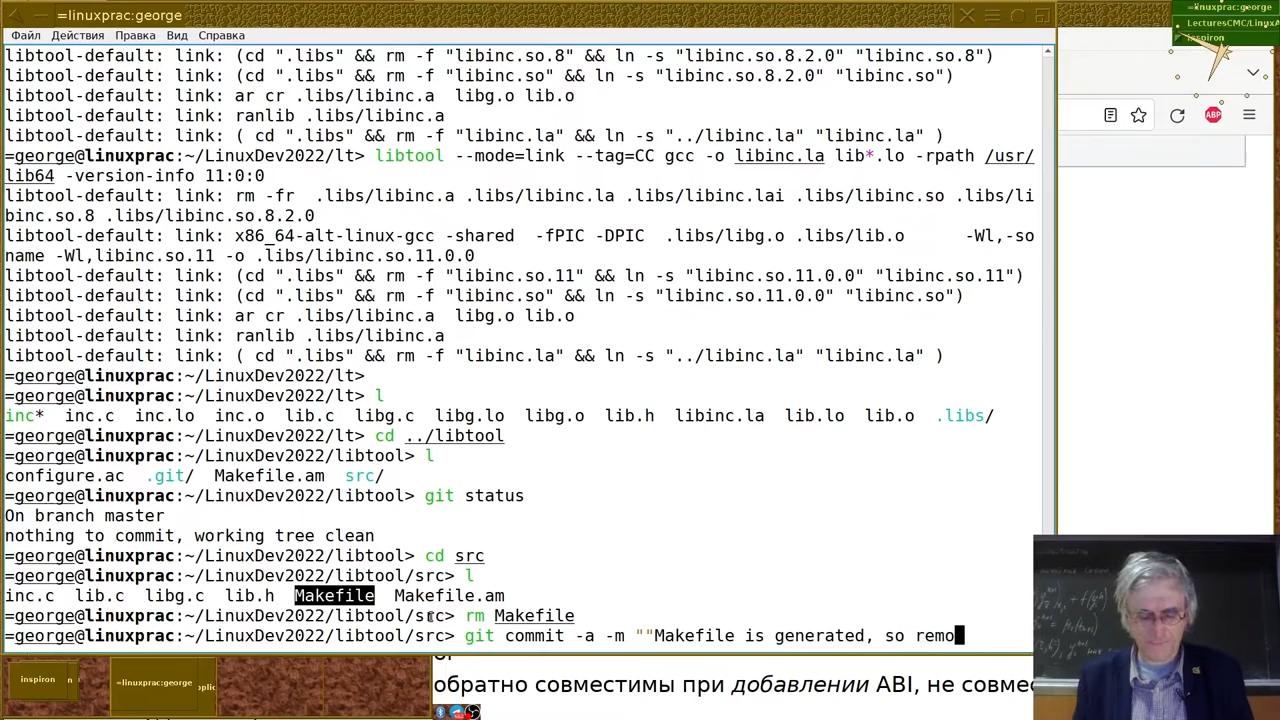 =linuxprac:george
=linuxprac:george
LecturesCMC/LinuxA
inspiron
Файл Действия Правка Вид Справка
libtool-default: link: (cd ".libs" && rm -f "libinc.so.8" && ln -s "libinc.so.8.2.0" "libinc.so.8")
libtool-default: link: (cd ".libs" && rm -f "libinc.so" && ln -s "libinc.so.8.2.0" "libinc.so")
libtool-default: link: ar cr .libs/libinc.a  libg.o lib.o
libtool-default: link: ranlib .libs/libinc.a
libtool-default: link: ( cd ".libs" && rm -f "libinc.la" && ln -s "../libinc.la" "libinc.la" )
=george@linuxprac:~/LinuxDev2022/lt> libtool --mode=link --tag=CC gcc -o libinc.la lib*.lo -rpath /usr/
lib64 -version-info 11:0:0
libtool-default: link: rm -fr  .libs/libinc.a .libs/libinc.la .libs/libinc.lai .libs/libinc.so .libs/li
binc.so.8 .libs/libinc.so.8.2.0
libtool-default: link: x86_64-alt-linux-gcc -shared  -fPIC -DPIC  .libs/libg.o .libs/lib.o      -Wl,-so
name -Wl,libinc.so.11 -o .libs/libinc.so.11.0.0
libtool-default: link: (cd ".libs" && rm -f "libinc.so.11" && ln -s "libinc.so.11.0.0" "libinc.so.11")
libtool-default: link: (cd ".libs" && rm -f "libinc.so" && ln -s "libinc.so.11.0.0" "libinc.so")
libtool-default: link: ar cr .libs/libinc.a  libg.o lib.o
libtool-default: link: ranlib .libs/libinc.a
libtool-default: link: ( cd ".libs" && rm -f "libinc.la" && ln -s "../libinc.la" "libinc.la" )
=george@linuxprac:~/LinuxDev2022/lt>
=george@linuxprac:~/LinuxDev2022/lt> l
inc*  inc.c  inc.lo  inc.o  lib.c  libg.c  libg.lo  libg.o  lib.h  libinc.la  lib.lo  lib.o  .libs/
=george@linuxprac:~/LinuxDev2022/lt> cd ../libtool
=george@linuxprac:~/LinuxDev2022/libtool> l
configure.ac  .git/  Makefile.am  src/
=george@linuxprac:~/LinuxDev2022/libtool> git status
On branch master
nothing to commit, working tree clean
=george@linuxprac:~/LinuxDev2022/libtool> cd src
=george@linuxprac:~/LinuxDev2022/libtool/src> l
inc.c  lib.c  libg.c  lib.h  Makefile  Makefile.am
=george@linuxprac:~/LinuxDev2022/libtool/src> rm Makefile
=george@linuxprac:~/LinuxDev2022/libtool/src> git commit -a -m ""Makefile is generated, so remo
ABP
обратно совместимы при добавлении ABI, не совме
inspiron
=linuxprac:george